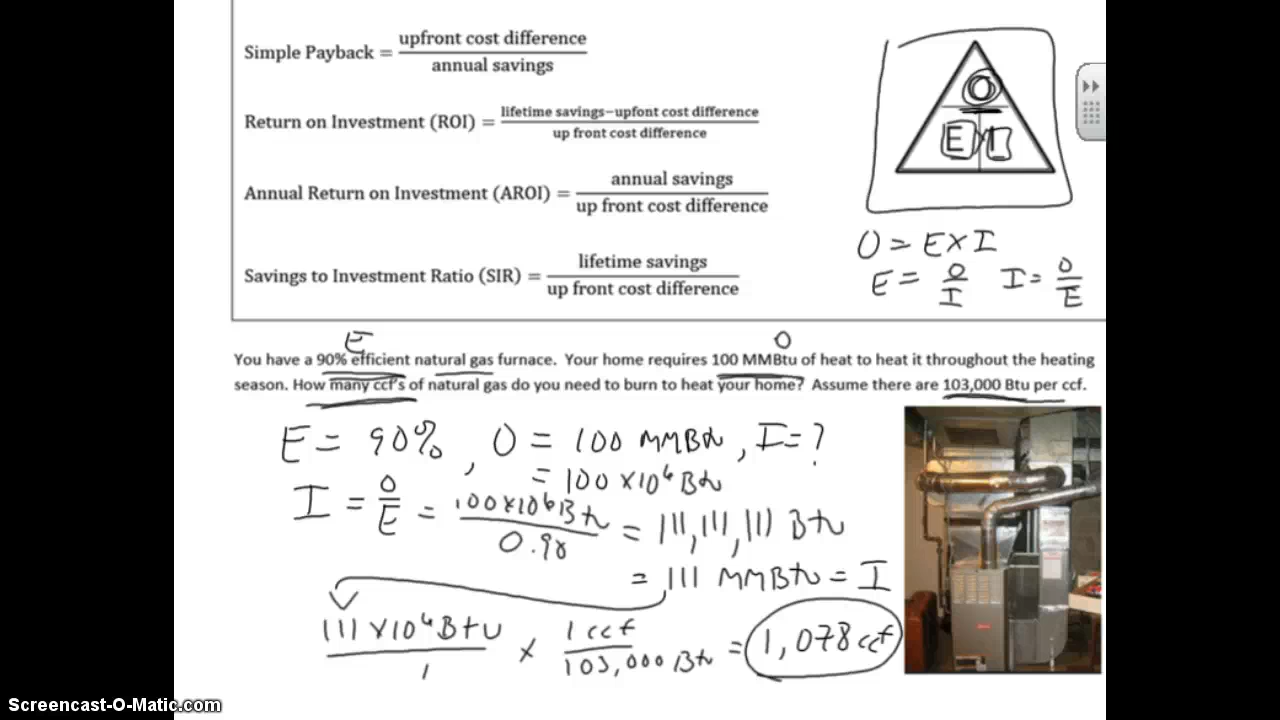 Simple Payback = upfront cost difference / annual savings
Return on Investment (ROI) = lifetime savings−upfont cost difference / up front cost difference
Annual Return on Investment (AROI) = annual savings / up front cost difference
Savings to Investment Ratio (SIR) = lifetime savings / up front cost difference
O
E I
O = E X I
E = O / I I = O / E
E O
You have a 90% efficient natural gas furnace. Your home requires 100 MMBtu of heat to heat it throughout the heating
season. How many ccf's of natural gas do you need to burn to heat your home? Assume there are 103,000 Btu per ccf.
E = 90%, O = 100 MMBtu, I = ?
= 100 x 10⁶ Btu
I = O / E = 100 x 10⁶ Btu / 0.90 = 111,111,111 Btu
= 111 MMBtu = I
111 x 10⁶ Btu / 1 x 1 ccf / 103,000 Btu = 1,078 ccf
Screencast-O-Matic.com